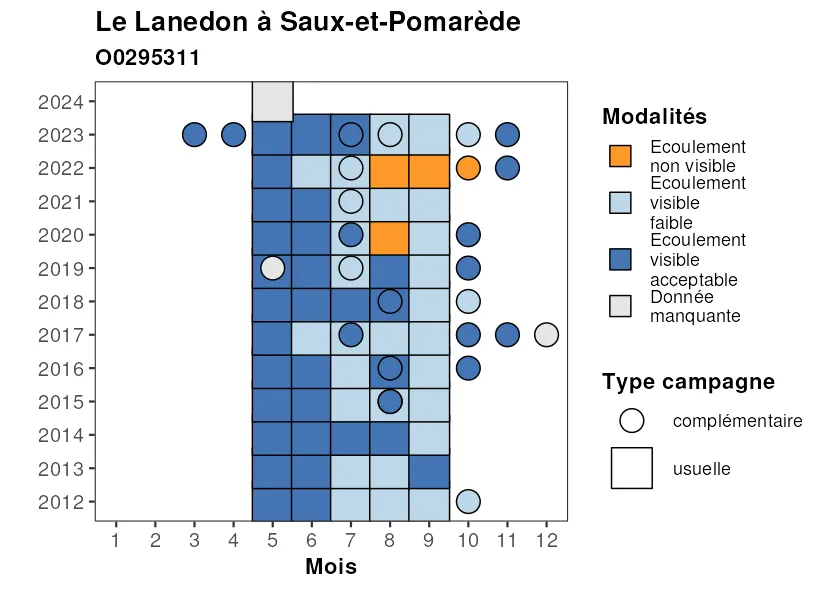 Le Lanedon à Saux-et-Pomarède
O0295311
2024
2023
2022
2021
2020
2019
2018
2017
2016
2015
2014
2013
2012
1 2 3 4 5 6 7 8 9 10 11 12
Mois
Modalités
Ecoulement
non visible
Ecoulement
visible
faible
Ecoulement
visible
acceptable
Donnée
manquante
Type campagne
complémentaire
usuelle